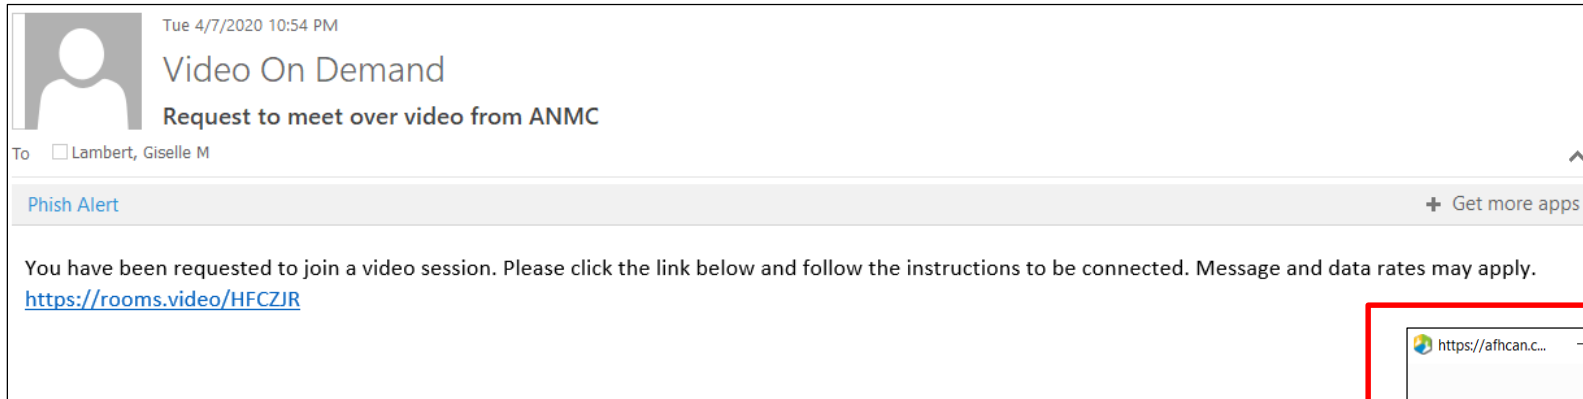 Tue 4/7/2020 10:54 PM
Video On Demand
Request to meet over video from ANMC
To Lambert, Giselle M
Phish Alert
+ Get more apps
You have been requested to join a video session. Please click the link below and follow the instructions to be connected. Message and data rates may apply.
https://rooms.video/HFCZJR
https://afhcan.c...